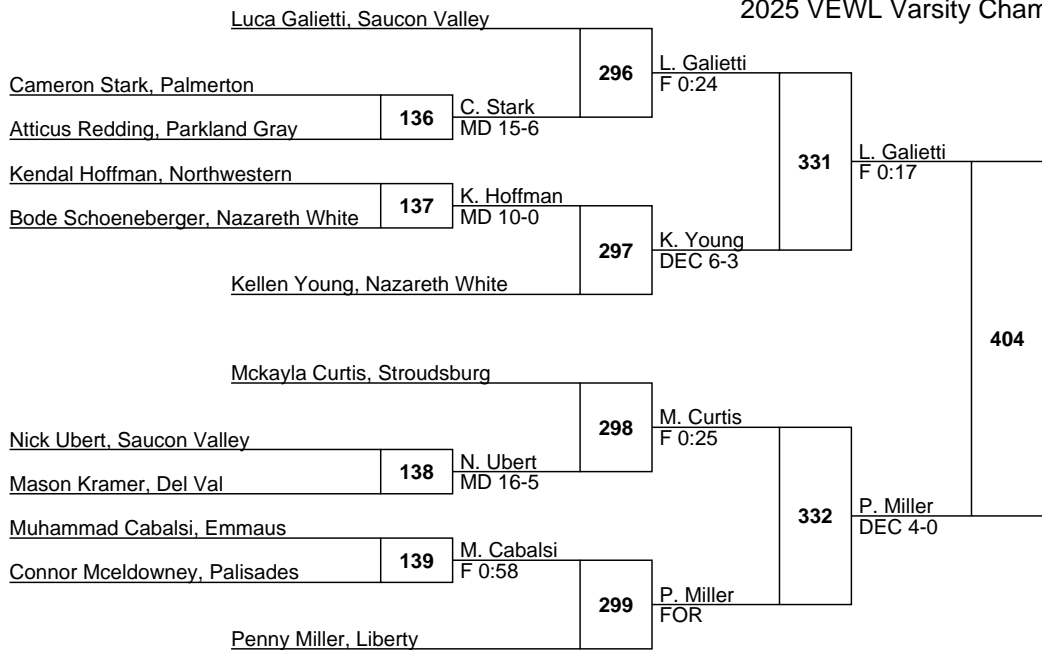 2025 VEWL Varsity Cham
Luca Galietti, Saucon Valley
296
L. Galietti
F 0:24
Cameron Stark, Palmerton
136
C. Stark
MD 15-6
Atticus Redding, Parkland Gray
331
L. Galietti
F 0:17
Kendal Hoffman, Northwestern
137
K. Hoffman
MD 10-0
Bode Schoeneberger, Nazareth White
297
K. Young
DEC 6-3
Kellen Young, Nazareth White
404
Mckayla Curtis, Stroudsburg
298
M. Curtis
F 0:25
Nick Ubert, Saucon Valley
138
N. Ubert
MD 16-5
Mason Kramer, Del Val
332
P. Miller
DEC 4-0
Muhammad Cabalsi, Emmaus
139
M. Cabalsi
F 0:58
Connor Mceldowney, Palisades
299
P. Miller
FOR
Penny Miller, Liberty